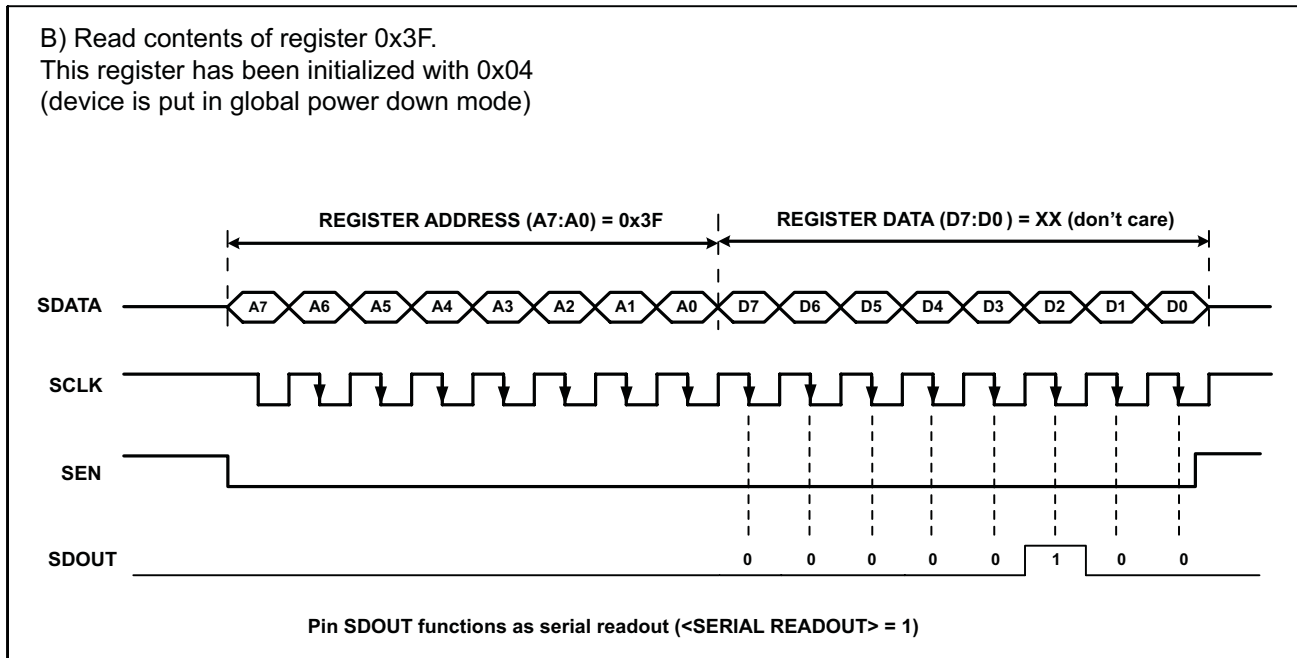 B) Read contents of register 0x3F.
This register has been initialized with 0x04
(device is put in global power down mode)
REGISTER ADDRESS (A7:A0) = 0x3F
REGISTER DATA (D7:D0 ) = XX (don’t care)
SDATA
A7 A6 A5 A4 A3 A2 A1 A0 D7 D6 D5 D4 D3 D2 D1 D0
SCLK
SEN
SDOUT
0 0 0 0 0 1 0 0
Pin SDOUT functions as serial readout (<SERIAL READOUT> = 1)